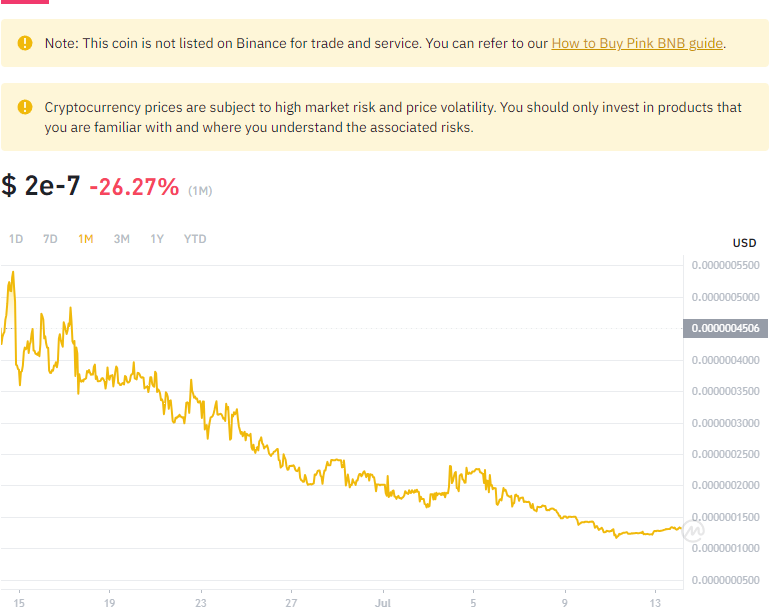 Note: This coin is not listed on Binance for trade and service. You can refer to our How to Buy Pink BNB guide.
Cryptocurrency prices are subject to high market risk and price volatility. You should only invest in products that
you are familiar with and where you understand the associated risks.
$ 2e-7 -26.27% (1M)
1D 7D 1M 3M 1Y YTD
USD
0.0000005500
0.0000005000
0.0000004506
0.0000004000
0.0000003500
0.0000003000
0.0000002500
0.0000002000
0.0000001500
0.0000001000
0.0000000500
15 19 23 27 Jul 5 9 13